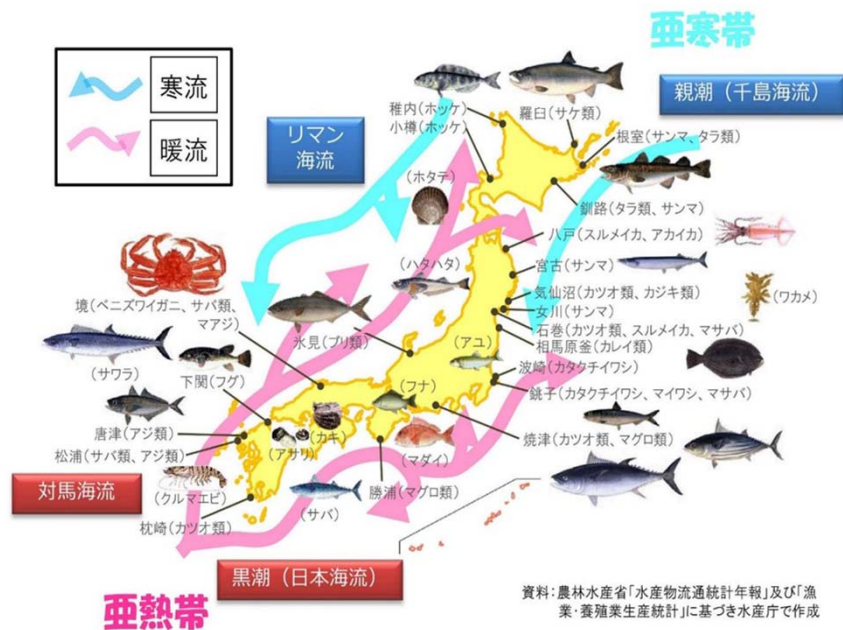 亜寒帯
寒流
暖流
リマン
海流
親潮（千島海流）
稚内（ホッケ）
小樽（ホッケ）
羅臼（サケ類）
根室（サンマ、タラ類）
（ホタテ）
釧路（タラ類、サンマ）
八戸（スルメイカ、アカイカ）
（ハタハタ）
宮古（サンマ）
気仙沼（カツオ類、カジキ類）
（ワカメ）
女川（サンマ）
石巻（カツオ類、スルメイカ、マサバ）
相馬原釜（カレイ類）
境（ベニズワイガニ、サバ類、
マアジ）
氷見（ブリ類）
（アユ）
（サワラ）
下関（フグ）
（フナ）
波崎（カタクチイワシ）
銚子（カタクチイワシ、マイワシ、マサバ）
唐津（アジ類）
松浦（サバ類、アジ類）
（アサリ）
（カキ）
（マダイ）
焼津（カツオ類、マグロ類）
対馬海流
（クルマエビ）
（サバ）
勝浦（マグロ類）
枕崎（カツオ類）
黒潮（日本海流）
亜熱帯
資料：農林水産省「水産物流通統計年報」及び「漁
業・養殖業生産統計」に基づき水産庁で作成